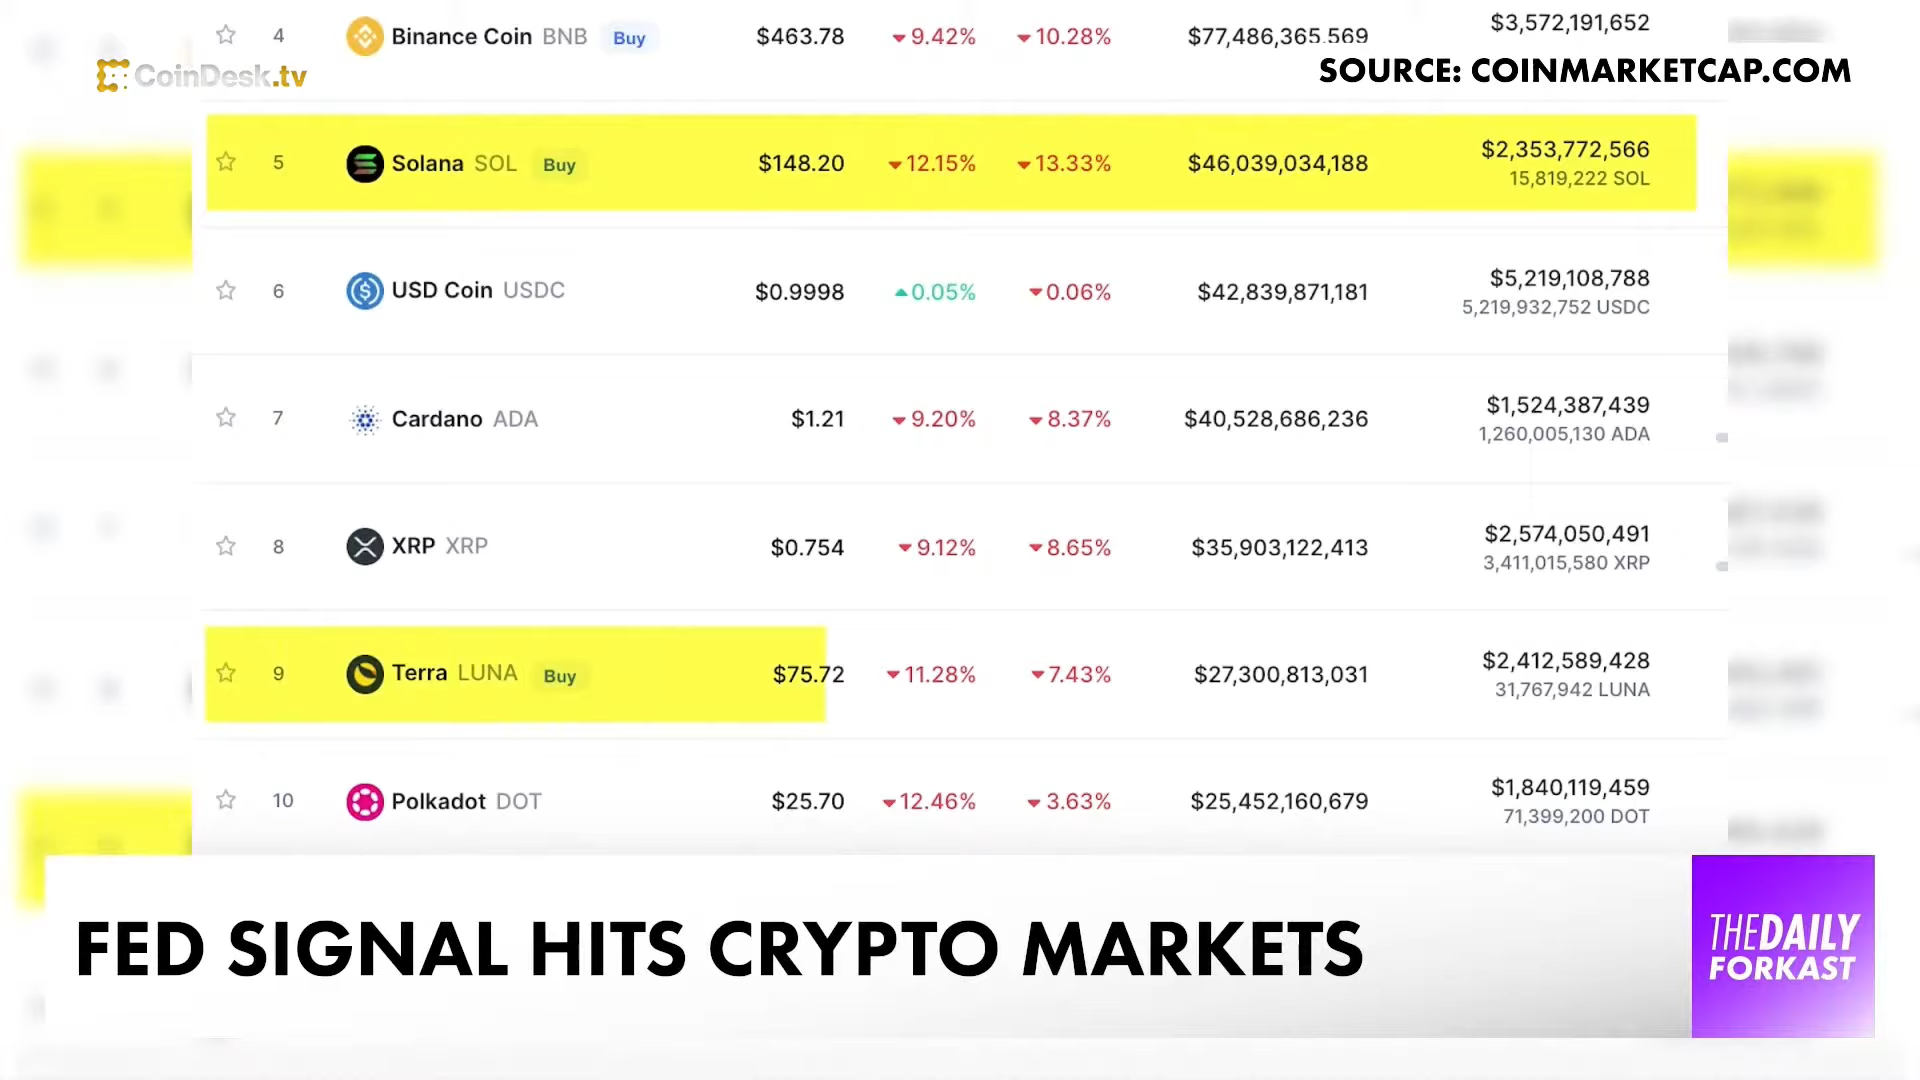 4 Binance Coin BNB Buy $463.78 9.42% 10.28% $77,486,365,569 $3,572,191,652
CoinDesk.tv
SOURCE: COINMARKETCAP.COM
5 Solana SOL Buy $148.20 12.15% 13.33% $46,039,034,188 $2,353,772,566
15,819,222 SOL
6 USD Coin USDC $0.9998 0.05% 0.06% $42,839,871,181 $5,219,108,788
5,219,932,752 USDC
7 Cardano ADA $1.21 9.20% 8.37% $40,528,686,236 $1,524,387,439
1,260,005,130 ADA
8 XRP XRP $0.754 9.12% 8.65% $35,903,122,413 $2,574,050,491
3,411,015,580 XRP
9 Terra LUNA Buy $75.72 11.28% 7.43% $27,300,813,031 $2,412,589,428
31,767,942 LUNA
10 Polkadot DOT $25.70 12.46% 3.63% $25,452,160,679 $1,840,119,459
71,399,200 DOT
FED SIGNAL HITS CRYPTO MARKETS
THE DAILY
FORKAST